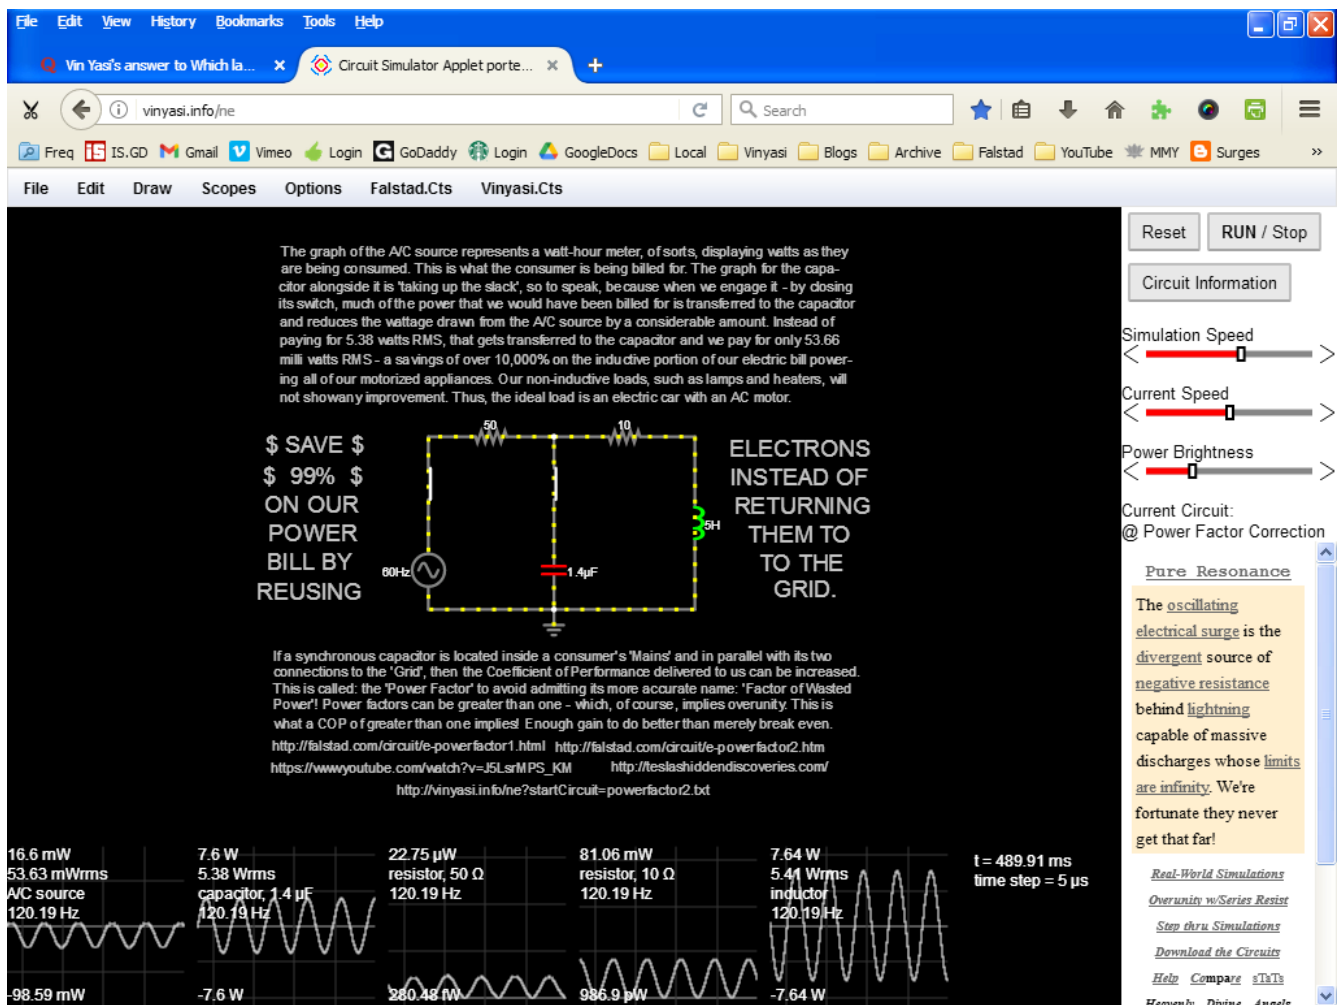 File Edit View History Bookmarks Tools Help
Vin Yasi's answer to Which la...
Circuit Simulator Applet porte...
vinyasi.info/ne
Search
Freq IS.GD Gmail Vimeo Login GoDaddy Login GoogleDocs Local Vinyasi Blogs Archive Falstad YouTube MMY Surges »
File Edit Draw Scopes Options Falstad.Cts Vinyasi.Cts
Reset RUN / Stop
Circuit Information
Simulation Speed
Current Speed
Power Brightness
Current Circuit:
@ Power Factor Correction
The graph of the A/C source represents a watt-hour meter, of sorts, displaying watts as they
are being consumed. This is what the consumer is being billed for. The graph for the capa-
citor alongside it is 'taking up the slack', so to speak, because when we engage it - by closing
its switch, much of the power that we would have been billed for is transferred to the capacitor
and reduces the wattage drawn from the A/C source by a considerable amount. Instead of
paying for 5.38 watts RMS, that gets transferred to the capacitor and we pay for only 53.66
milli watts RMS - a savings of over 10,000% on the inductive portion of our electric bill power-
ing all of our motorized appliances. Our non-inductive loads, such as lamps and heaters, will
not showany improvement. Thus, the ideal load is an electric car with an AC motor.
$ SAVE $
$ 99% $
ON OUR
POWER
BILL BY
REUSING
50
10
60Hz
1.4µF
5H
ELECTRONS
INSTEAD OF
RETURNING
THEM TO
TO THE
GRID.
If a synchronous capacitor is located inside a consumer's 'Mains' and in parallel with its two
connections to the 'Grid', then the Coefficient of Performance delivered to us can be increased.
This is called: the 'Power Factor' to avoid admitting its more accurate name: 'Factor of Wasted
Power'! Power factors can be greater than one - which, of course, implies overunity. This is
what a COP of greater than one implies! Enough gain to do better than merely break even.
http://falstad.com/circuit/e-powerfactor1.html http://falstad.com/circuit/e-powerfactor2.htm
https://wwwyoutube.com/watch?v=J5LsrMPS_KM http://teslashiddendiscoveries.com/
http://vinyasi.info/ne?startCircuit=powerfactor2.txt
Pure Resonance
The oscillating
electrical surge is the
divergent source of
negative resistance
behind lightning
capable of massive
discharges whose limits
are infinity. We're
fortunate they never
get that far!
Real-World Simulations
Overunity w/Series Resist
Step thru Simulations
Download the Circuits
Help Compare sTaTs
Heavenly Divine Angels
16.6 mW
53.63 mWrms
A/C source
120.19 Hz
-98.59 mW
7.6 W
5.38 Wrms
capacitor, 1.4 µF
120.19 Hz
-7.6 W
22.75 µW
resistor, 50 Ω
120.19 Hz
280.48 fW
81.06 mW
resistor, 10 Ω
120.19 Hz
986.9 pW
7.64 W
5.41 Wrms
inductor
120.19 Hz
-7.64 W
t = 489.91 ms
time step = 5 µs